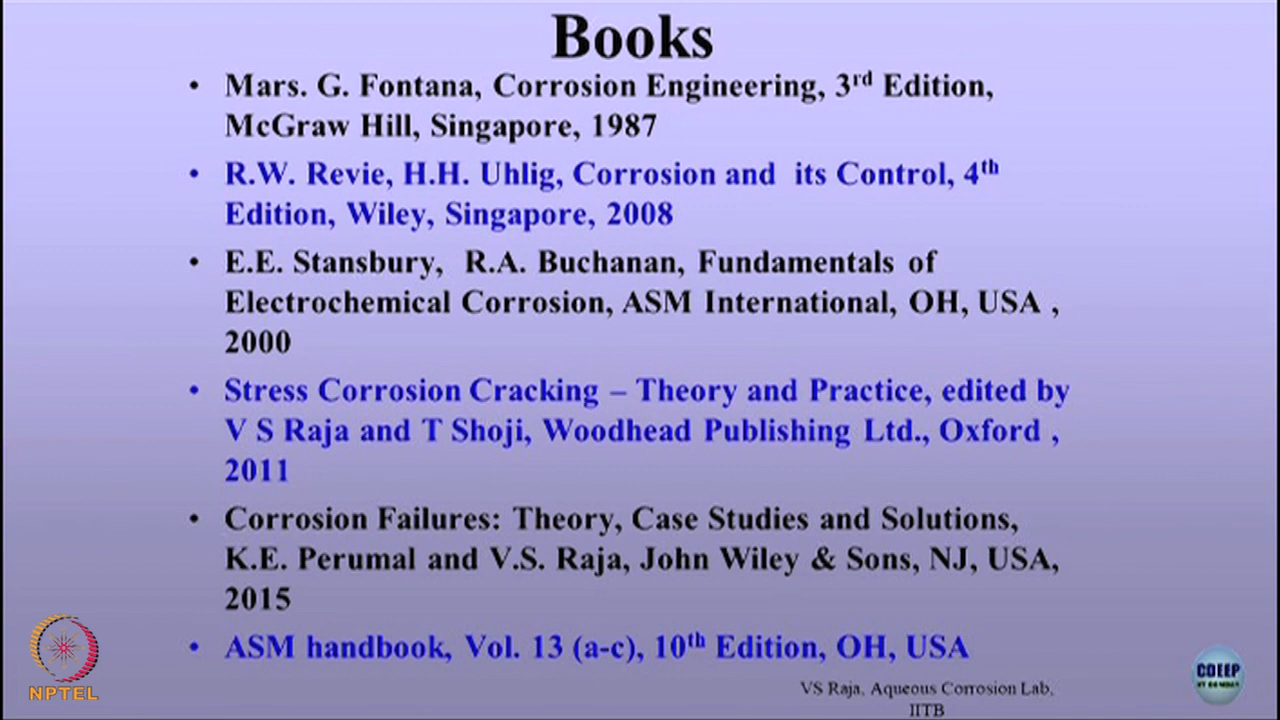 Books
• Mars. G. Fontana, Corrosion Engineering, 3rd Edition,
McGraw Hill, Singapore, 1987
• R.W. Revie, H.H. Uhlig, Corrosion and its Control, 4th
Edition, Wiley, Singapore, 2008
• E.E. Stansbury, R.A. Buchanan, Fundamentals of
Electrochemical Corrosion, ASM International, OH, USA ,
2000
• Stress Corrosion Cracking – Theory and Practice, edited by
V S Raja and T Shoji, Woodhead Publishing Ltd., Oxford ,
2011
• Corrosion Failures: Theory, Case Studies and Solutions,
K.E. Perumal and V.S. Raja, John Wiley & Sons, NJ, USA,
2015
• ASM handbook, Vol. 13 (a-c), 10th Edition, OH, USA
NPTEL
VS Raja, Aqueous Corrosion Lab,
IITB
CDEEP
IIT BOMBAY